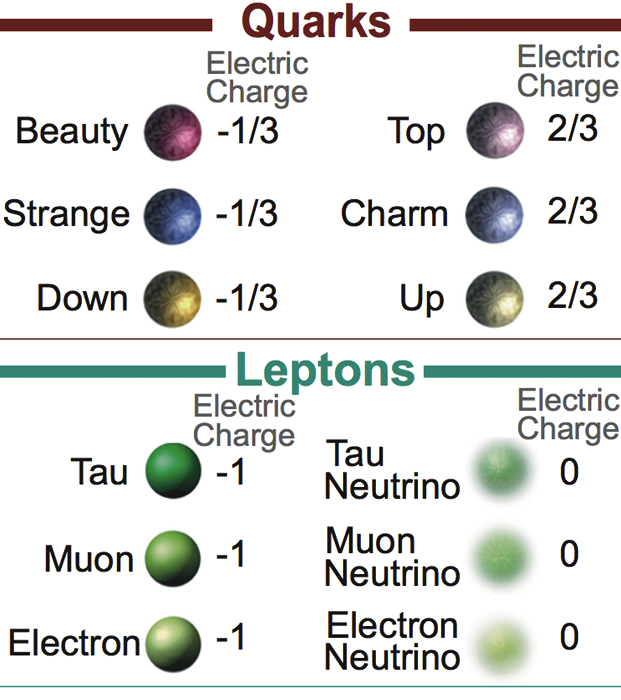 Quarks
Electric
Charge
Electric
Charge
Beauty -1/3 Top 2/3
Strange -1/3 Charm 2/3
Down -1/3 Up 2/3
Leptons
Electric
Charge
Electric
Charge
Tau -1
Tau
Neutrino 0
Muon -1
Muon
Neutrino 0
Electron -1
Electron
Neutrino 0